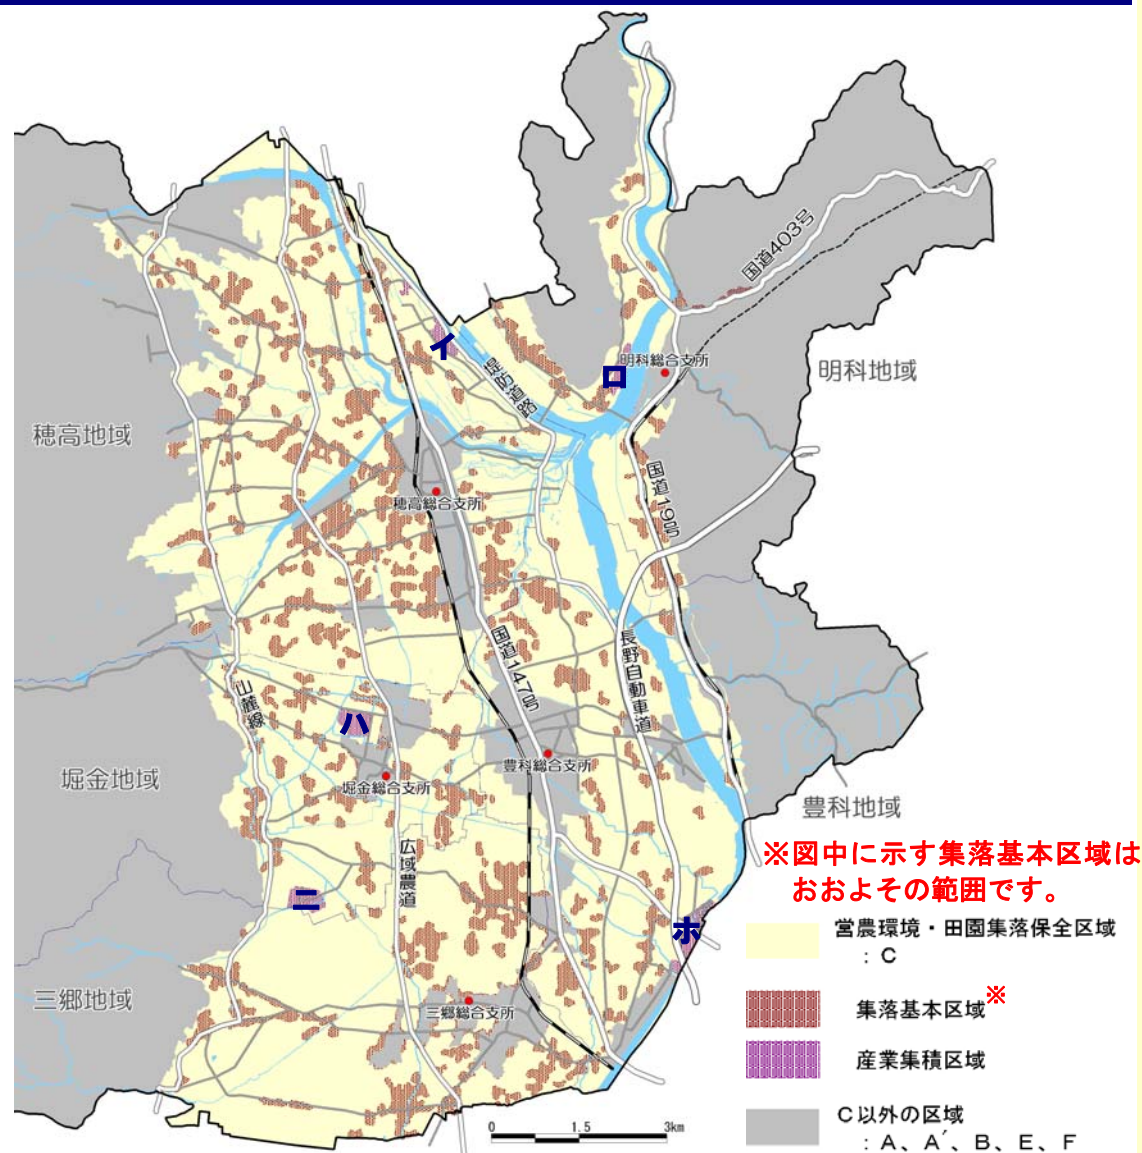 国道403号
イ
堤防道路
ロ
明科総合支所
明科地域
穂高地域
穂高総合支所
国道19号
国道147号
長野自動車道
山麓線
ハ
豊科総合支所
堀金総合支所
堀金地域
豊科地域
広域農道
ニ
ホ
三郷地域
三郷総合支所
※図中に示す集落基本区域は
おおよその範囲です。
営農環境・田園集落保全区域
：C
集落基本区域※
産業集積区域
C以外の区域
：A、A´、B、E、F
0 1.5 3km